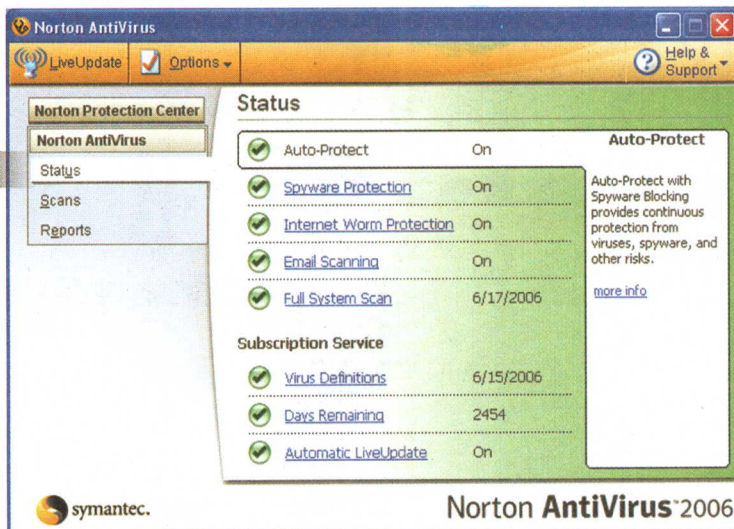 Norton AntiVirus
LiveUpdate
Options
Help &
Support
Norton Protection Center
Norton AntiVirus
Status
Scans
Reports
Status
Auto-Protect On
Spyware Protection On
Internet Worm Protection On
Email Scanning On
Full System Scan 6/17/2006
Subscription Service
Virus Definitions 6/15/2006
Days Remaining 2454
Automatic LiveUpdate On
Auto-Protect
Auto-Protect with
Spyware Blocking
provides continuous
protection from
viruses, spyware, and
other risks.
more info
symantec.
Norton AntiVirus™2006